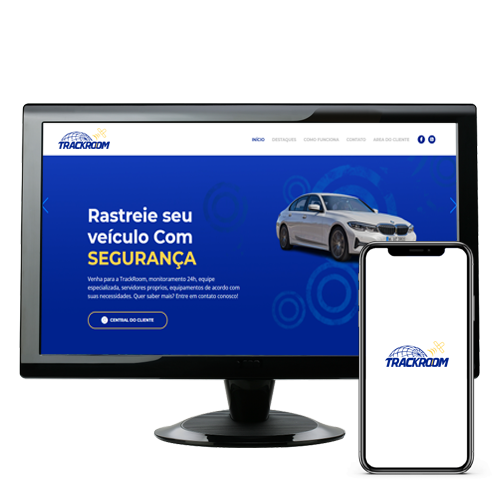 TRACKROOM
INÍCIO DESTAQUES COMO FUNCIONA CONTATO AREA DO CLIENTE
Rastreie seu
veículo Com
SEGURANÇA
Venha para a TrackRoom, monitoramento 24h, equipe
especializada, servidores proprios, equipamentos de acordo com
suas necessidades. Quer saber mais? Entre em contato conosco!
CENTRAL DO CLIENTE
TRACKROOM